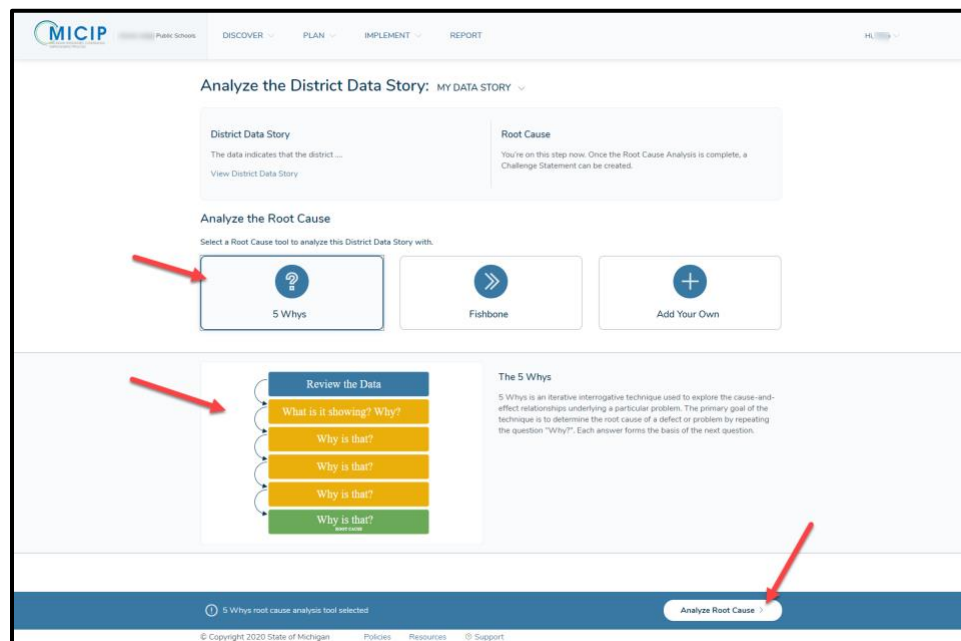 MICIP
Public Schools
DISCOVER
PLAN
IMPLEMENT
REPORT
Hi,
Analyze the District Data Story: MY DATA STORY
District Data Story
The data indicates that the district ....
View District Data Story
Root Cause
You're on this step now. Once the Root Cause Analysis is complete, a
Challenge Statement can be created.
Analyze the Root Cause
Select a Root Cause tool to analyze this District Data Story with.
5 Whys
Fishbone
Add Your Own
Review the Data
What is it showing? Why?
Why is that?
Why is that?
Why is that?
Why is that?
ROOT CAUSE
The 5 Whys
5 Whys is an iterative interrogative technique used to explore the cause-and-
effect relationships underlying a particular problem. The primary goal of the
technique is to determine the root cause of a defect or problem by repeating
the question "Why?". Each answer forms the basis of the next question.
5 Whys root cause analysis tool selected
Analyze Root Cause
© Copyright 2020 State of Michigan
Policies
Resources
Support